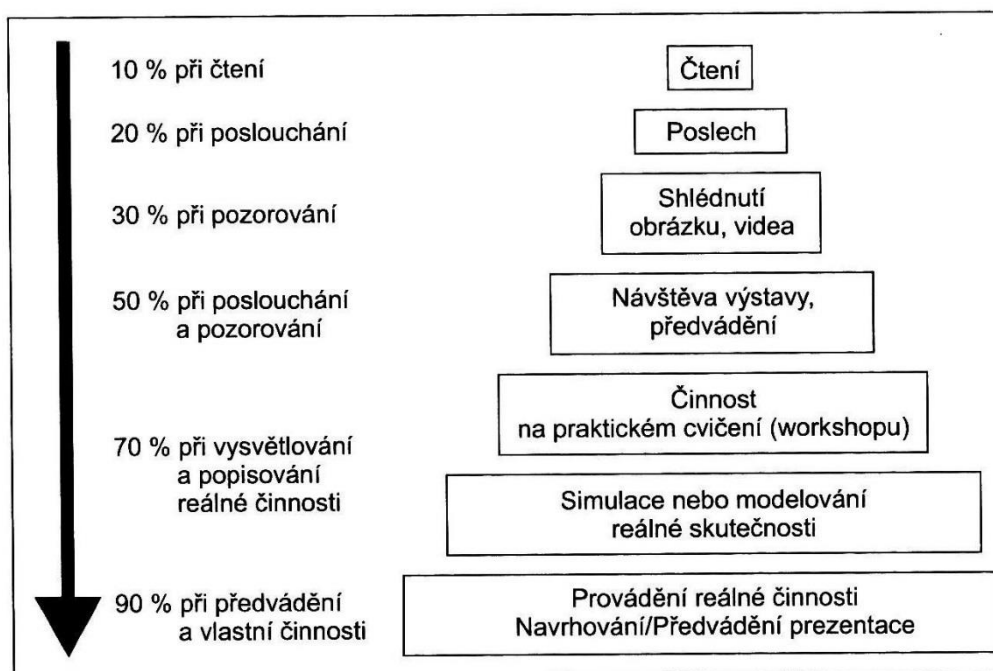 10 % při čtení
Čtení
20 % při poslouchání
Poslech
30 % při pozorování
Shlédnutí
obrázku, videa
50 % při poslouchání
a pozorování
Návštěva výstavy,
předvádění
Činnost
na praktickém cvičení (workshopu)
70 % při vysvětlování
a popisování
reálné činnosti
Simulace nebo modelování
reálné skutečnosti
90 % při předvádění
a vlastní činnosti
Provádění reálné činnosti
Navrhování/Předvádění prezentace